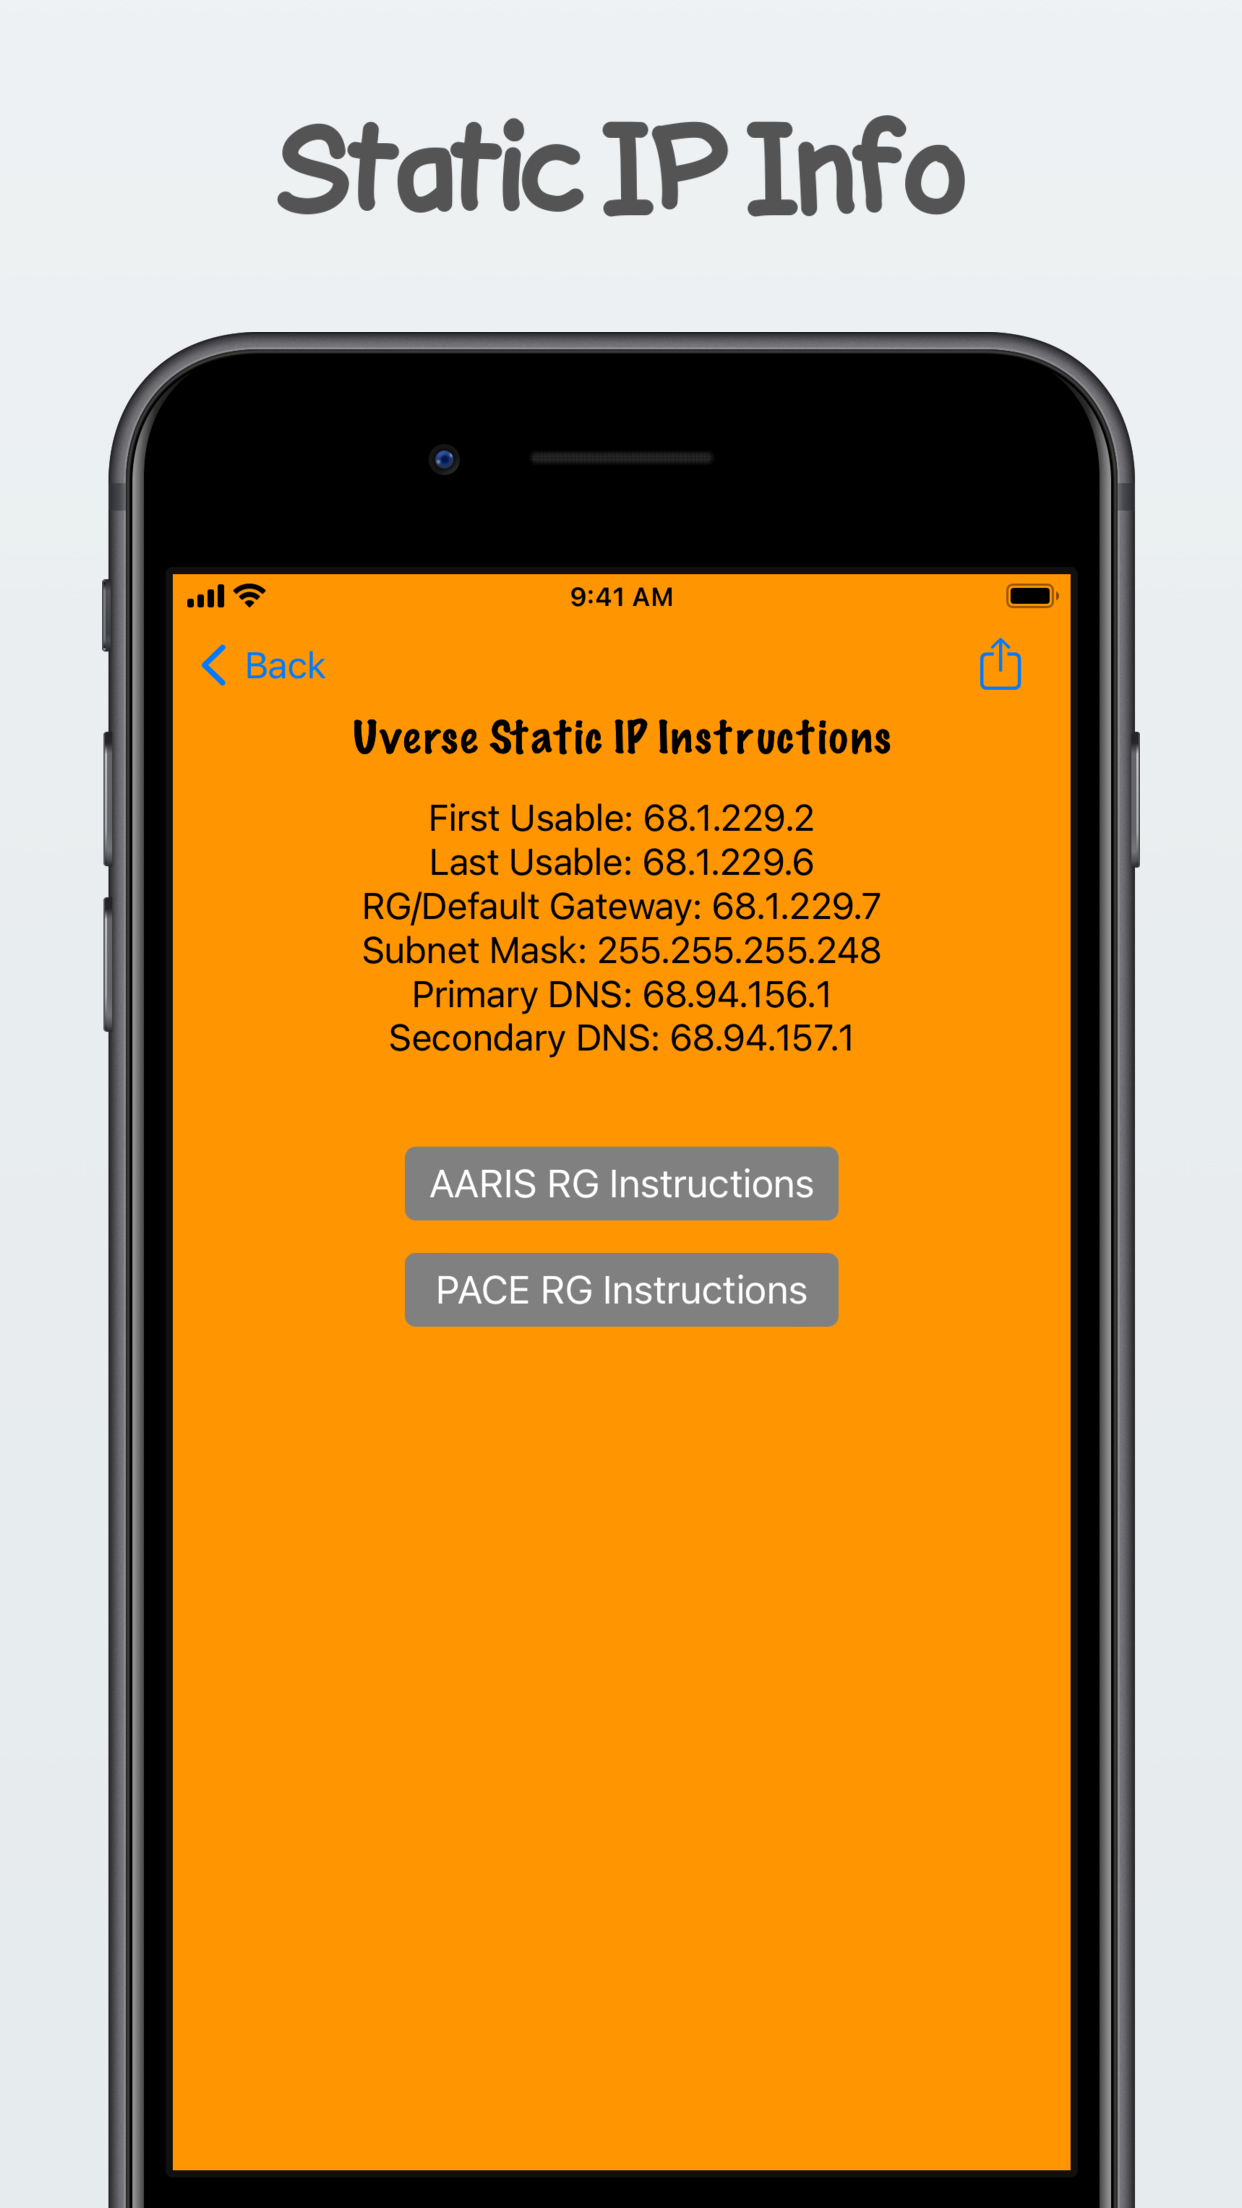 Static IP Info
9:41 AM
Back
Uverse Static IP Instructions
First Usable: 68.1.229.2
Last Usable: 68.1.229.6
RG/Default Gateway: 68.1.229.7
Subnet Mask: 255.255.255.248
Primary DNS: 68.94.156.1
Secondary DNS: 68.94.157.1
AARIS RG Instructions
PACE RG Instructions